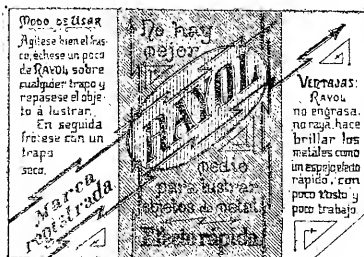 MODO DE USAR
Agítese bien el fras-
co, échese un poco
de RAYOL sobre
cualquier trapo y
repásese el obje-
to á lustrar.
En seguida
frótese con un
trapo
seco.
Marca
registrada.
No hay
mejor
RAYOL
medio
para lustrar
objetos de metal
Efecto rápido
VENTAJAS:
RAYOL
no engrasa.
no raya, hace
brillar los
metales como
un espejo efecto
rápido, con
poco costo y
poco trabajo